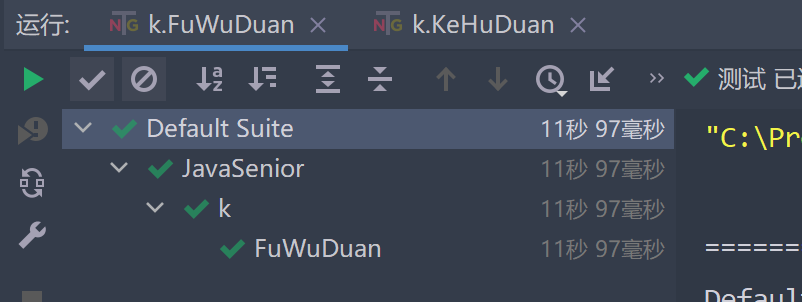 运行: k.FuWuDuan k.KeHuDuan
测试 已
Default Suite 11秒 97毫秒
JavaSenior 11秒 97毫秒
k 11秒 97毫秒
FuWuDuan 11秒 97毫秒
"C:\Pr
=======
Defaul